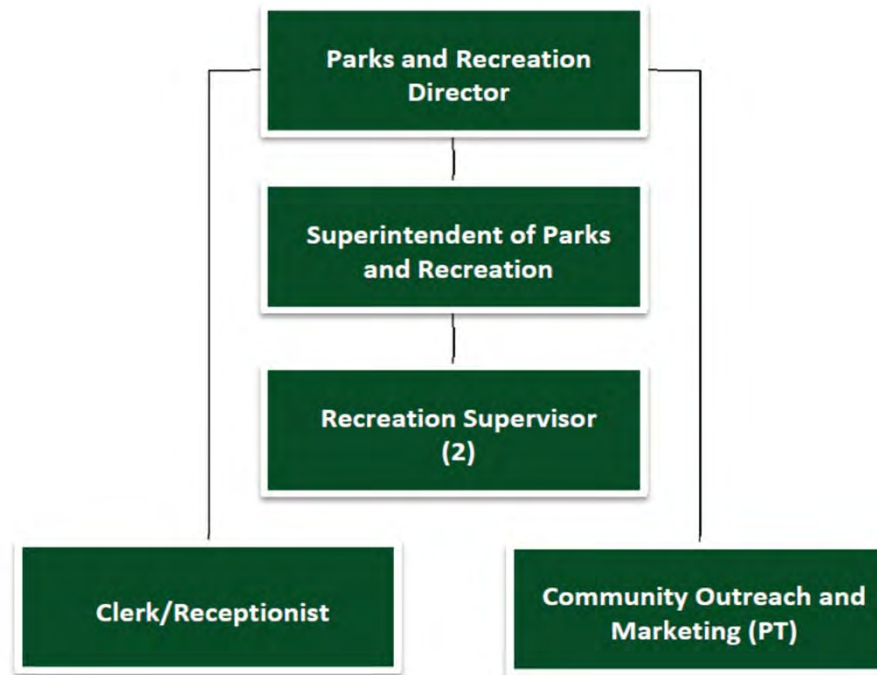 Parks and Recreation
Director
Superintendent of Parks
and Recreation
Recreation Supervisor
(2)
Clerk/Receptionist
Community Outreach and
Marketing (PT)